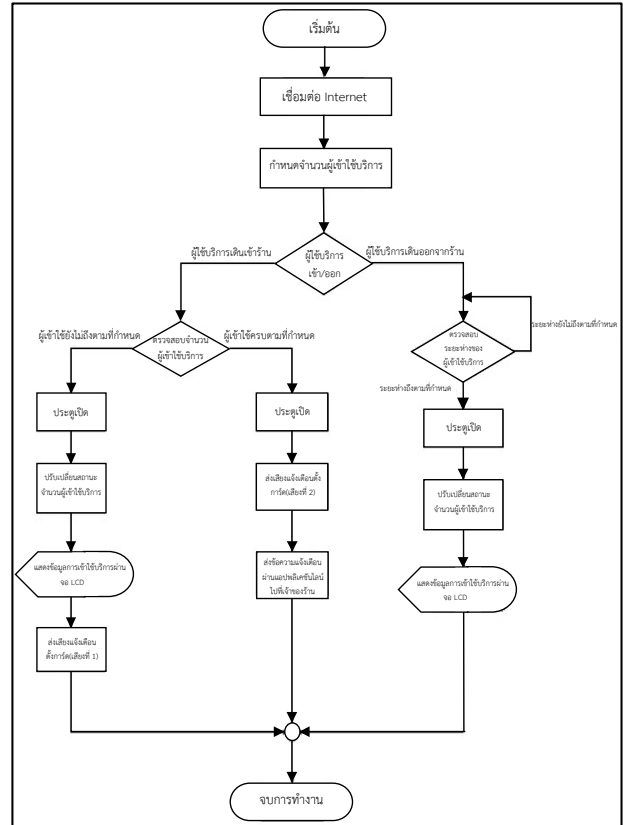 เริ่มต้น
เชื่อมต่อ Internet
กำหนดจำนวนผู้เข้าใช้บริการ
ผู้ใช้บริการ
เข้า/ออก
ผู้ใช้บริการเดินเข้าร้าน
ผู้ใช้บริการเดินออกจากร้าน
ตรวจสอบจำนวน
ผู้เข้าใช้บริการ
ผู้เข้าใช้ยังไม่ถึงตามที่กำหนด
ผู้เข้าใช้ครบตามที่กำหนด
ตรวจสอบ
ระยะห่างของ
ผู้เข้าใช้บริการ
ระยะห่างยังไม่ถึงตามที่กำหนด
ระยะห่างถึงตามที่กำหนด
ประตูเปิด
ปรับเปลี่ยนสถานะ
จำนวนผู้เข้าใช้บริการ
แสดงข้อมูลการเข้าใช้บริการผ่าน
จอ LCD
ส่งเสียงแจ้งเตือน
ตั้งการ์ด(เสียงที่ 1)
ประตูเปิด
ส่งเสียงแจ้งเตือนตั้ง
การ์ด(เสียงที่ 2)
ส่งข้อความแจ้งเตือน
ผ่านแอปพลิเคชันไลน์
ไปที่เจ้าของร้าน
ประตูเปิด
ปรับเปลี่ยนสถานะ
จำนวนผู้เข้าใช้บริการ
แสดงข้อมูลการเข้าใช้บริการผ่าน
จอ LCD
จบการทำงาน